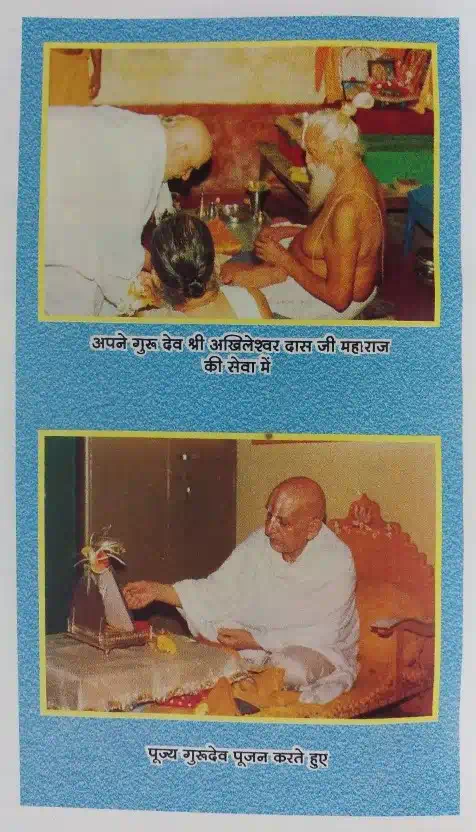 अपने गुरू देव श्री अखिलेश्वर दास जी महाराज
की सेवा में
पूज्य गुरूदेव पूजन करते हुए